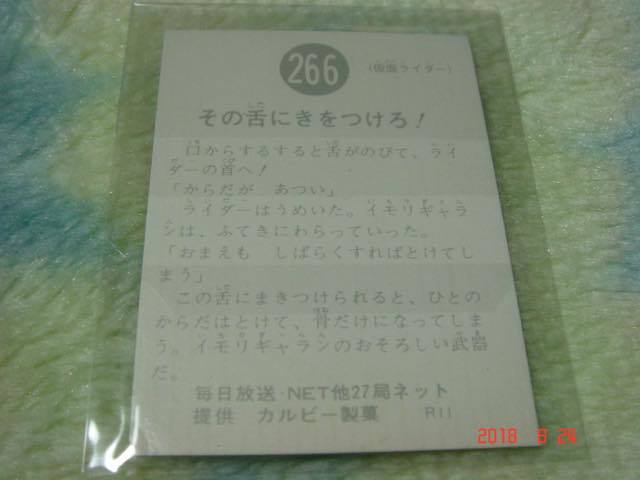 266
(仮面ライダー)
その舌にきをつけろ!
口からするすると舌がのびて、ライ
ダーの首へ!
「からだが　あつい」
ライダーはうめいた。イモリギャラ
シは、ふてきにわらっていった。
「おまえも　しばらくすればとけてし
まう」
この舌にまきつけられると、ひとの
からだはとけて、骨だけになってしま
う。イモリギャランのおそろしい武器
だ。
毎日放送・NET他27局ネット
提供　カルビー製菓　R11
2018 8 24